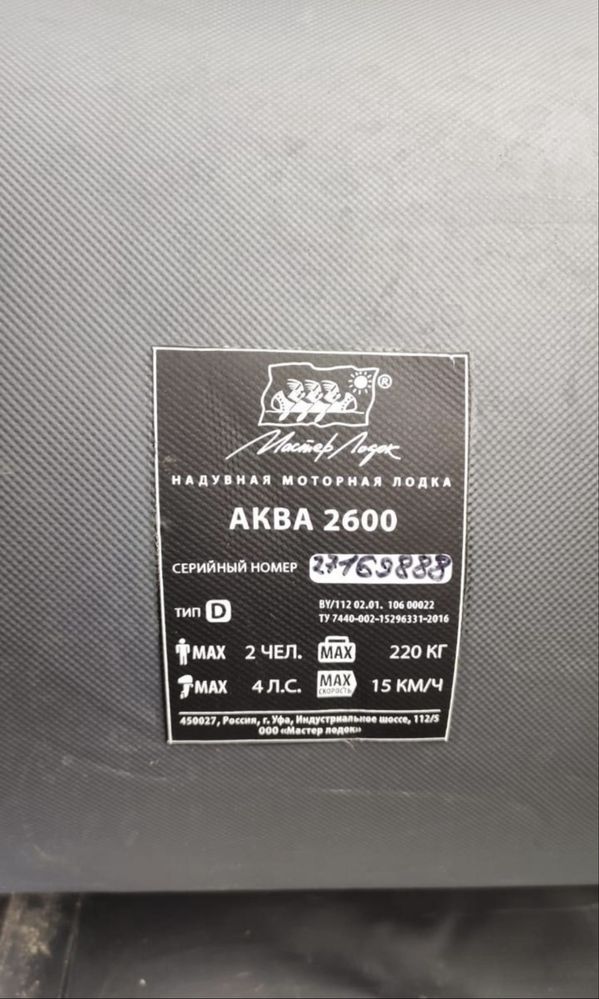 ®
Мастер Лодок
НАДУВНАЯ МОТОРНАЯ ЛОДКА
АКВА 2600
СЕРИЙНЫЙ НОМЕР 27169888
ТИП D
BY/112 02.01. 106 00022
ТУ 7440-002-15296331-2016
MAX 2 ЧЕЛ. MAX 220 КГ
MAX 4 Л.С. MAX СКОРОСТЬ 15 КМ/Ч
450027, Россия, г. Уфа, Индустриальное шоссе, 112/5
ООО «Мастер лодок»